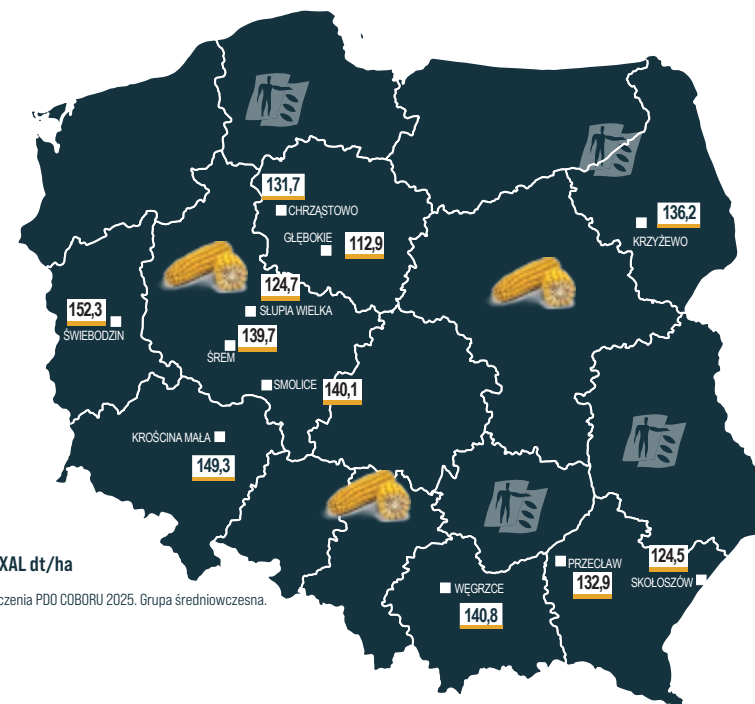 131,7
CHRZĄSTOWO
GŁĘBOKIE
112,9
136,2
KRZYŻEWO
124,7
SŁUPIA WIELKA
152,3
ŚWIEBODZIN
139,7
ŚREM
SMOLICE
140,1
KROŚCINA MAŁA
149,3
XAL dt/ha
czenia PDO COBORU 2025. Grupa średniowczesna.
PRZECŁAW
132,9
124,5
SKOŁOSZÓW
WĘGRZCE
140,8